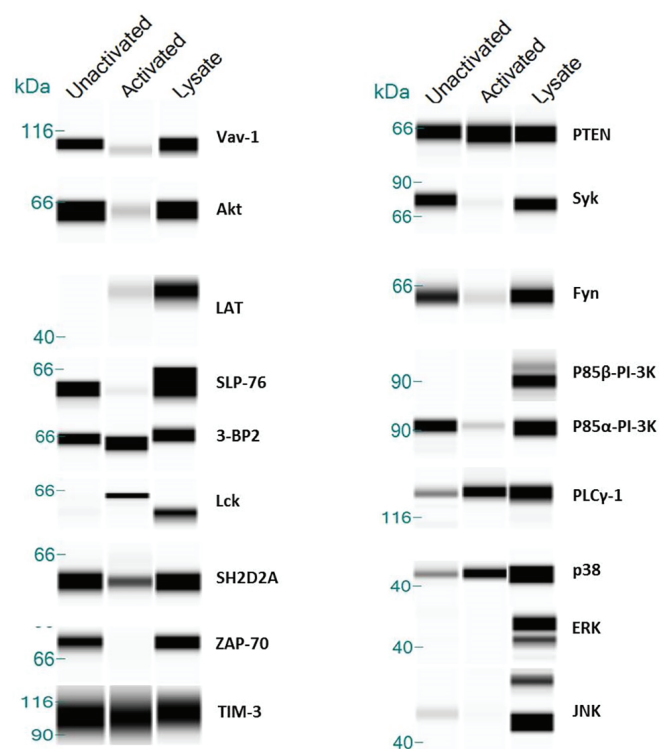 Unactivated
Activated
Lysate
kDa
116
Vav-1
66
Akt
LAT
40
66
SLP-76
66
3-BP2
66
Lck
66
SH2D2A
ZAP-70
66
116
TIM-3
90
Unactivated
Activated
Lysate
kDa
66
PTEN
90
Syk
66
66
Fyn
P85β-PI-3K
90
P85α-PI-3K
90
PLCγ-1
116
p38
40
ERK
40
JNK
40